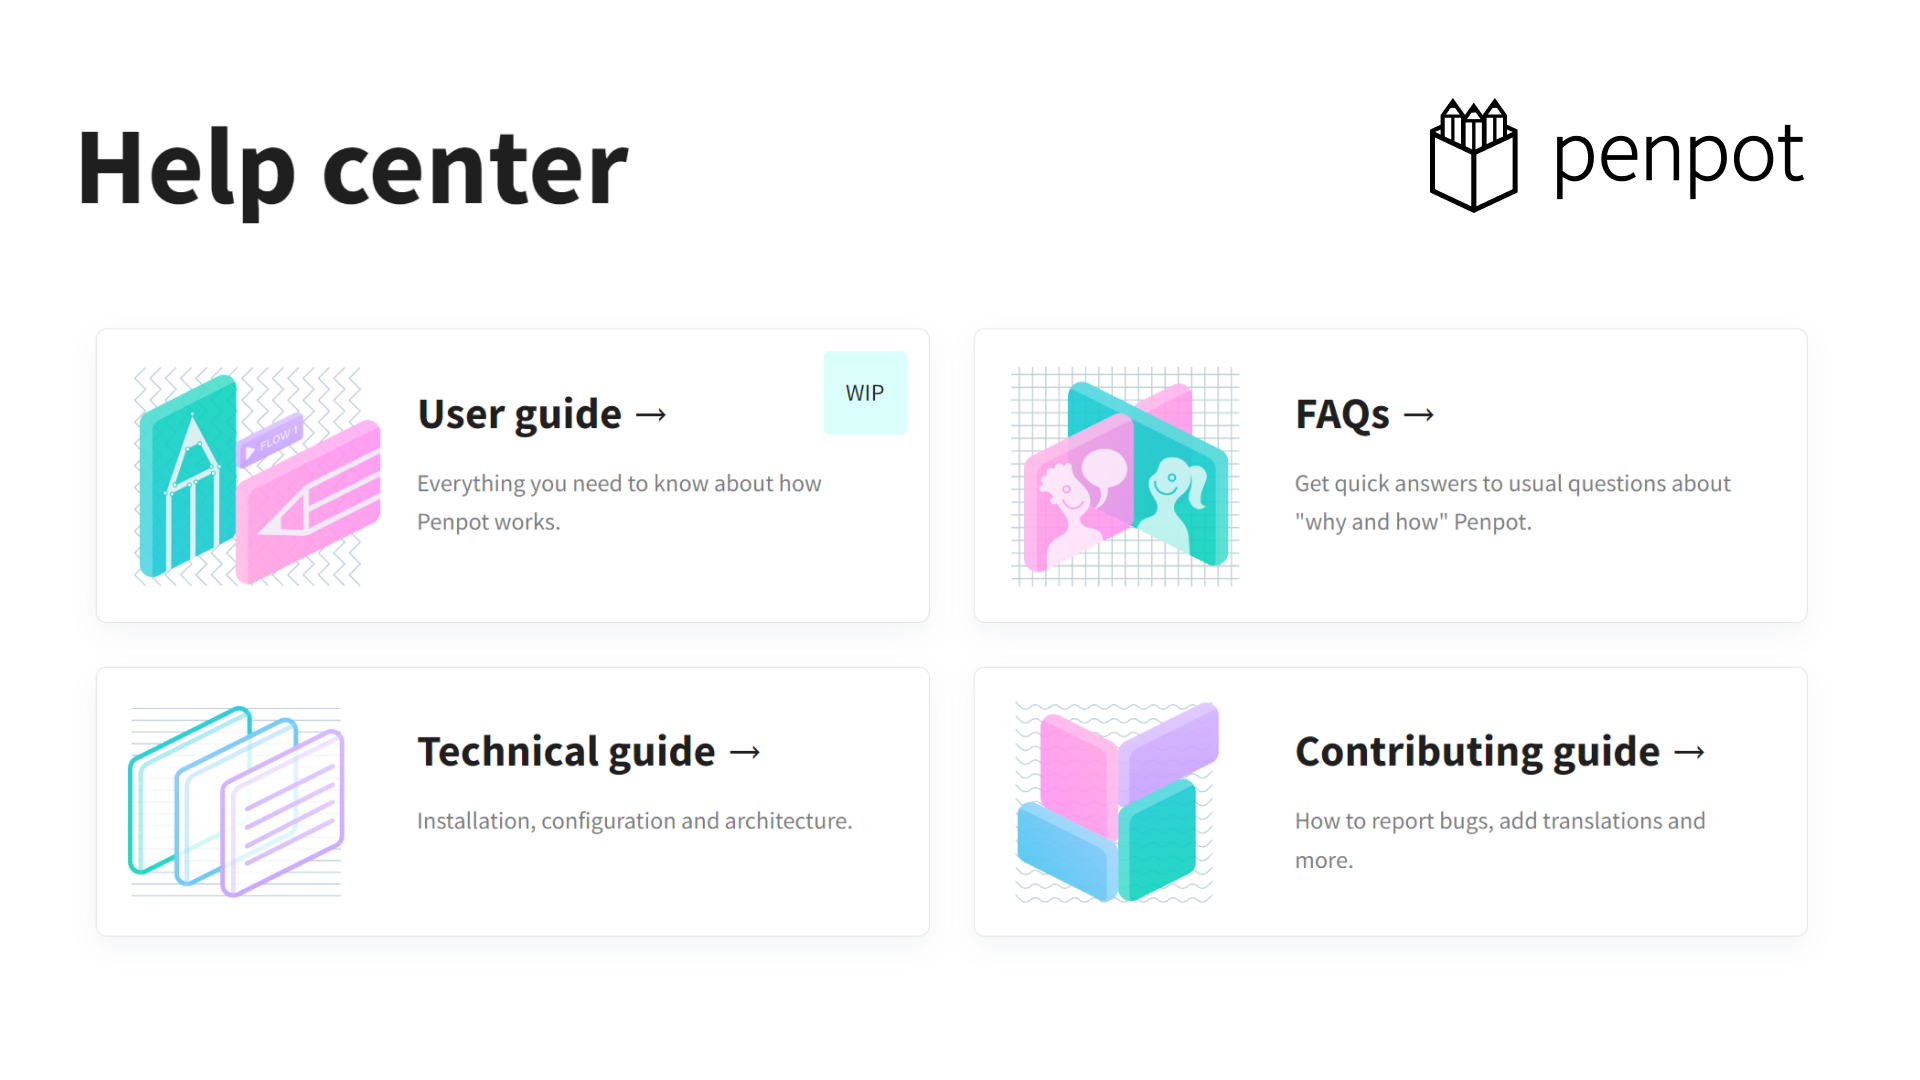 Help center
penpot
WIP
User guide →
Everything you need to know about how
Penpot works.
FLOW 1
FAQs →
Get quick answers to usual questions about
"why and how" Penpot.
Technical guide →
Installation, configuration and architecture.
Contributing guide →
How to report bugs, add translations and
more.